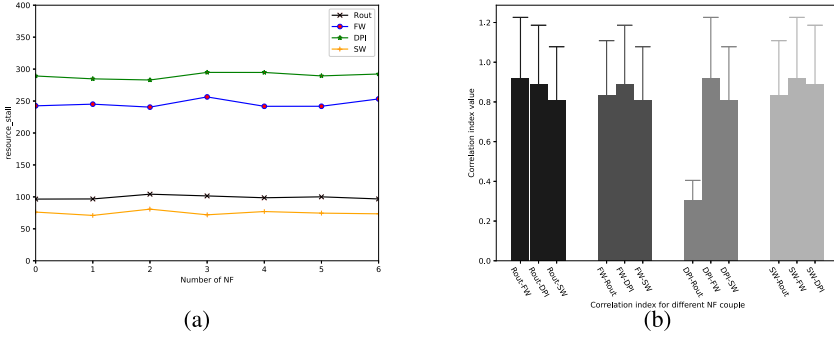 400
350
300
250
200
150
100
50
0
resource_stall
0 1 2 3 4 5 6
Number of NF
Rout
FW
DPI
SW
(a)
1.2
1.0
0.8
0.6
0.4
0.2
0.0
Correlation index value
Rout-FW
Rout-DPI
Rout-SW
FW-Rout
FW-DPI
FW-SW
DPI-Rout
DPI-FW
DPI-SW
SW-Rout
SW-FW
SW-DPI
Correlation index for different NF couple
(b)